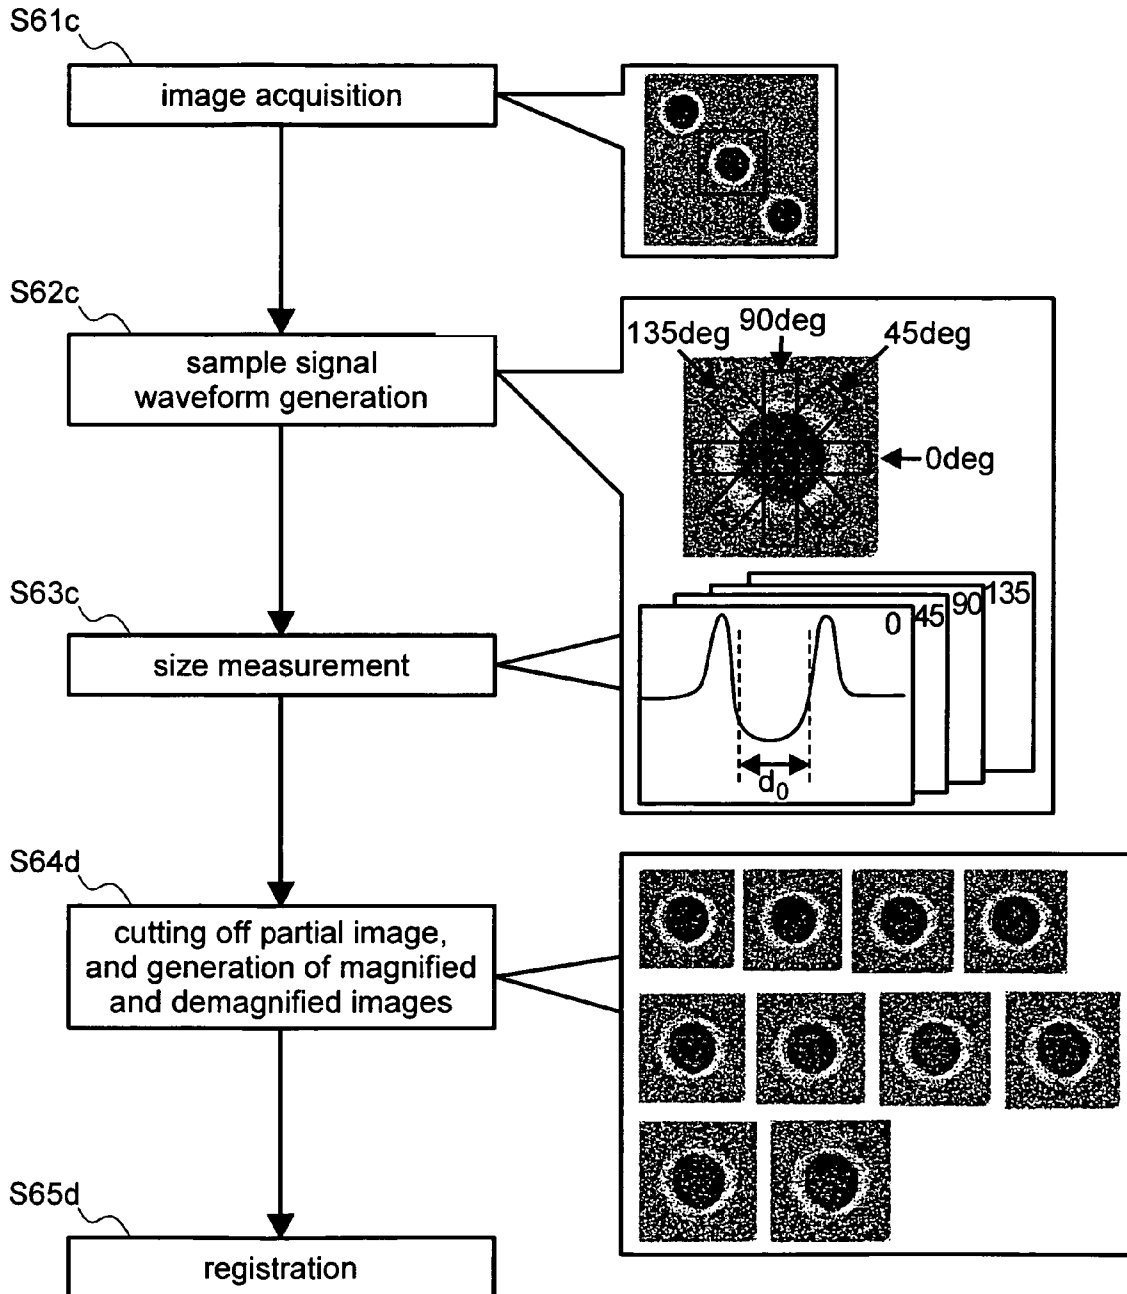 S61c
image acquisition
S62c
sample signal
waveform generation
135deg
90deg
45deg
0deg
S63c
size measurement
0
45
90
135
d0
S64d
cutting off partial image,
and generation of magnified
and demagnified images
S65d
registration